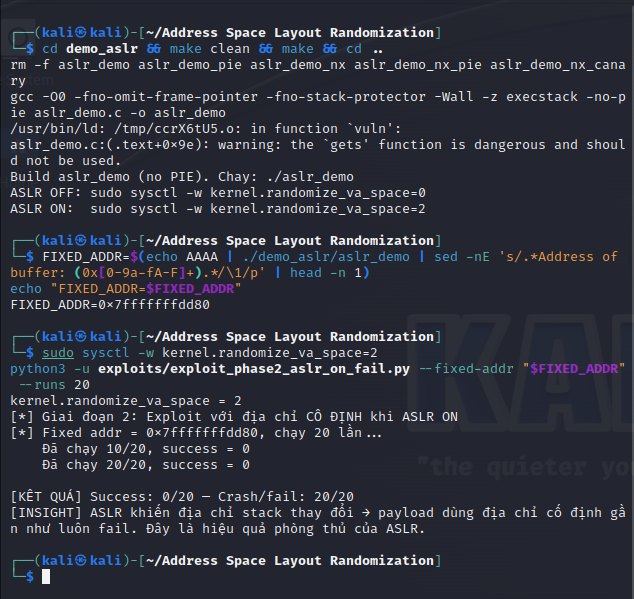 ┌──(kali㉿kali)-[~/Address Space Layout Randomization]
└─$ cd demo_aslr && make clean && make && cd ..
rm -f aslr_demo aslr_demo_pie aslr_demo_nx aslr_demo_nx_pie aslr_demo_nx_cana
ry
gcc -O0 -fno-omit-frame-pointer -fno-stack-protector -Wall -z execstack -no-p
ie aslr_demo.c -o aslr_demo
/usr/bin/ld: /tmp/ccrX6tU5.o: in function `vuln':
aslr_demo.c:(.text+0×9e): warning: the `gets' function is dangerous and shoul
d not be used.
Build aslr_demo (no PIE). Chay: ./aslr_demo
ASLR OFF: sudo sysctl -w kernel.randomize_va_space=0
ASLR ON:  sudo sysctl -w kernel.randomize_va_space=2
┌──(kali㉿kali)-[~/Address Space Layout Randomization]
└─$ FIXED_ADDR=$(echo AAAA | ./demo_aslr/aslr_demo | sed -nE 's/.*Address of
buffer: (0x[0-9a-fA-F]+).*/\1/p' | head -n 1)
echo "FIXED_ADDR=$FIXED_ADDR"
FIXED_ADDR=0×7fffffffdd80
┌──(kali㉿kali)-[~/Address Space Layout Randomization]
└─$ sudo sysctl -w kernel.randomize_va_space=2
python3 -u exploits/exploit_phase2_aslr_on_fail.py --fixed-addr "$FIXED_ADDR"
--runs 20
kernel.randomize_va_space = 2
[*] Giai đoạn 2: Exploit với địa chỉ CỐ ĐỊNH khi ASLR ON
[*] Fixed addr = 0×7fffffffdd80, chạy 20 lần...
Đã chạy 10/20, success = 0
Đã chạy 20/20, success = 0
[KẾT QUẢ] Success: 0/20 — Crash/fail: 20/20
[INSIGHT] ASLR khiến địa chỉ stack thay đổi → payload dùng địa chỉ cố định gầ
n như luôn fail. Đây là hiệu quả phòng thủ của ASLR.
┌──(kali㉿kali)-[~/Address Space Layout Randomization]
└─$
KAL
"the quieter yo